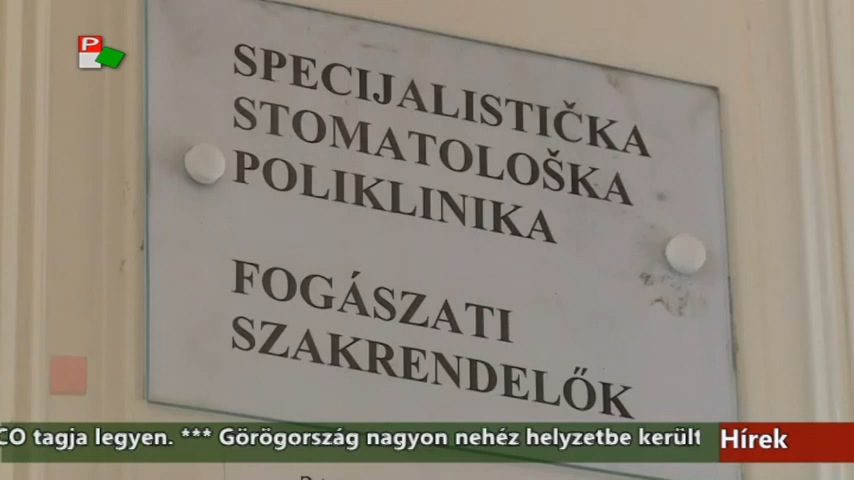 P
SPECIJALISTIČKA
STOMATOLOŠKA
POLIKLINIKA
FOGÁSZATI
SZAKRENDELŐK
CO tagja legyen. *** Görögország nagyon nehéz helyzetbe került
Hírek